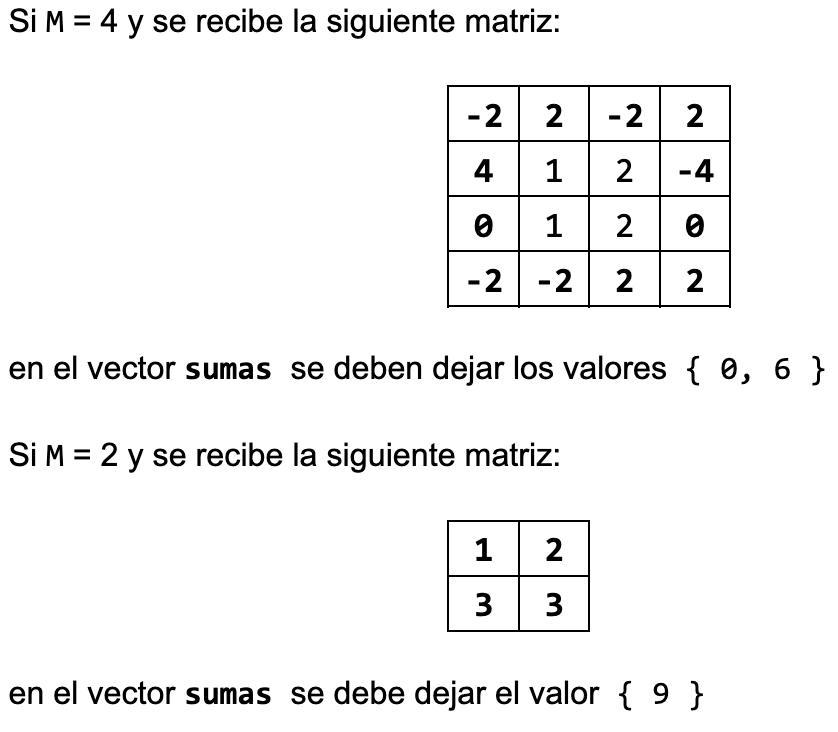 Si M = 4 y se recibe la siguiente matriz:
-2 2 -2 2
4 1 2 -4
0 1 2 0
-2 -2 2 2
en el vector sumas se deben dejar los valores { 0, 6 }
Si M = 2 y se recibe la siguiente matriz:
1 2
3 3
en el vector sumas se debe dejar el valor { 9 }